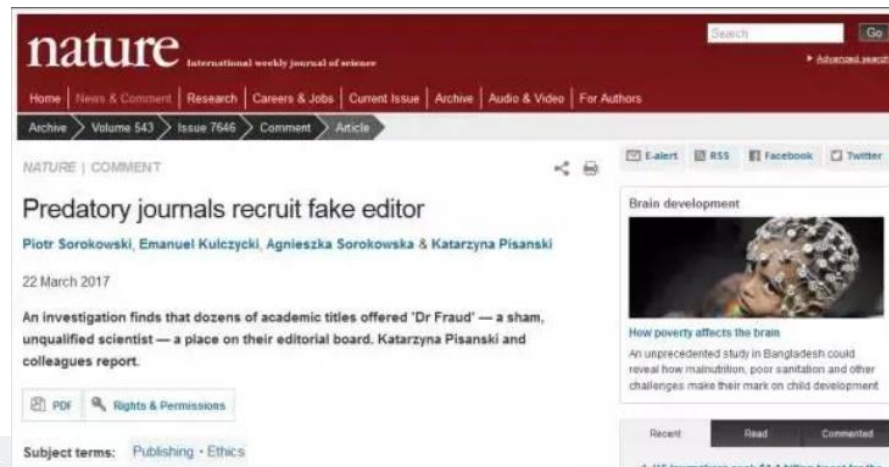 nature International weekly journal of science
Search Go
Advanced search
Home News & Comment Research Careers & Jobs Current Issue Archive Audio & Video For Authors
Archive Volume 543 Issue 7646 Comment Article
NATURE | COMMENT
Predatory journals recruit fake editor
Piotr Sorokowski, Emanuel Kulczycki, Agnieszka Sorokowska & Katarzyna Pisanski
22 March 2017
An investigation finds that dozens of academic titles offered 'Dr Fraud' — a sham,
unqualified scientist — a place on their editorial board. Katarzyna Pisanski and
colleagues report.
PDF Rights & Permissions
Subject terms: Publishing • Ethics
E-alert RSS Facebook Twitter
Brain development
How poverty affects the brain
An unprecedented study in Bangladesh could
reveal how malnutrition, poor sanitation and other
challenges make their mark on child development
Recent Read Commented